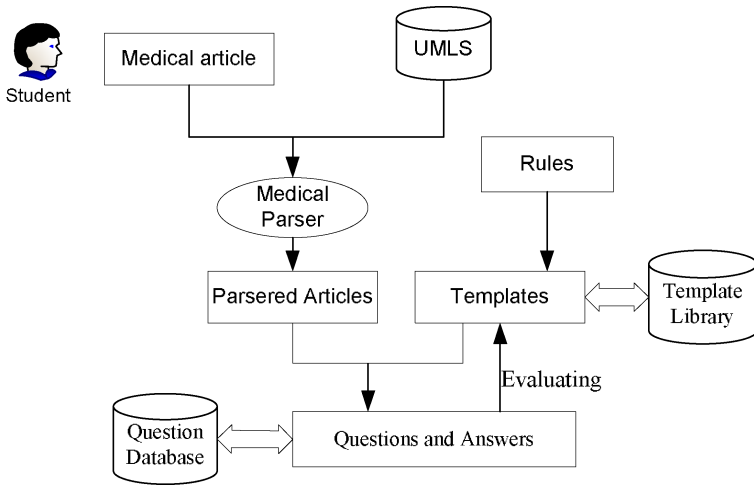 UMLS
Medical article
Student
Rules
Medical
Parser
Parsered Articles
Templates
Template
Library
Evaluating
Question
Database
Questions and Answers